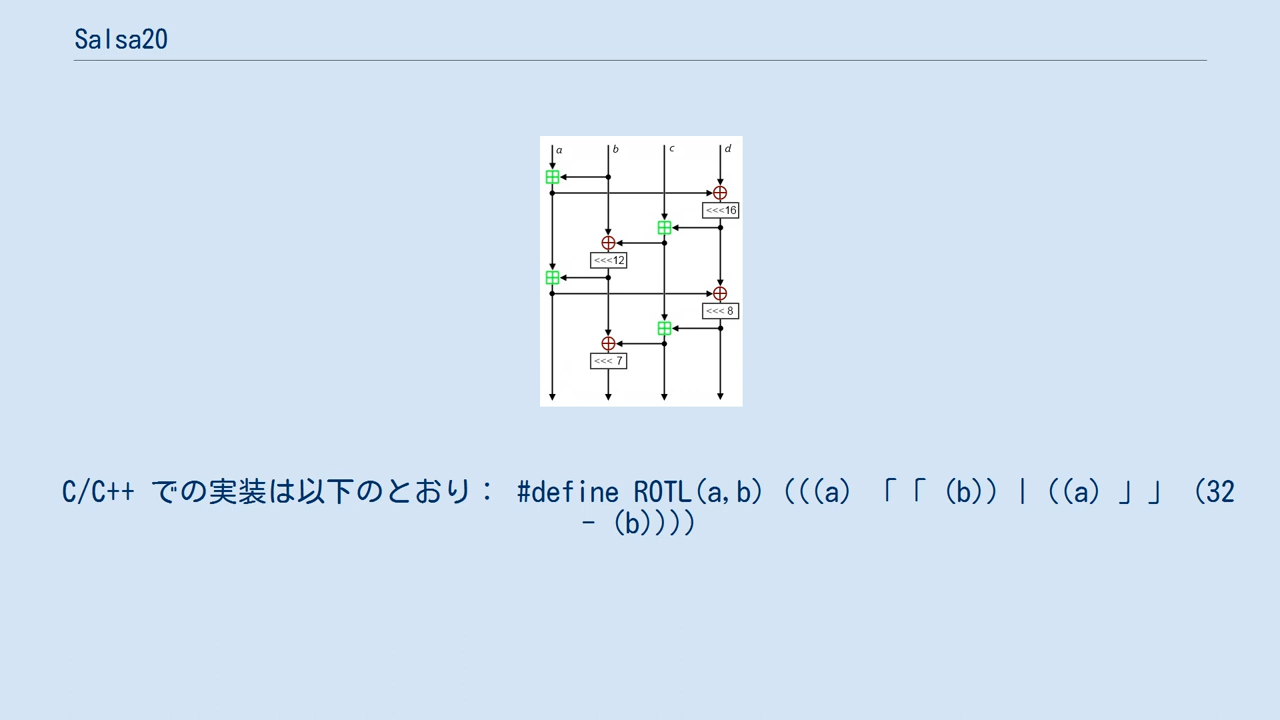 Salsa20
a b c d
<<<16
<<<12
<<< 8
<<< 7
C/C++ での実装は以下のとおり： #define ROTL(a,b) (((a) 「「 (b)) | ((a) 」」 (32
- (b))))